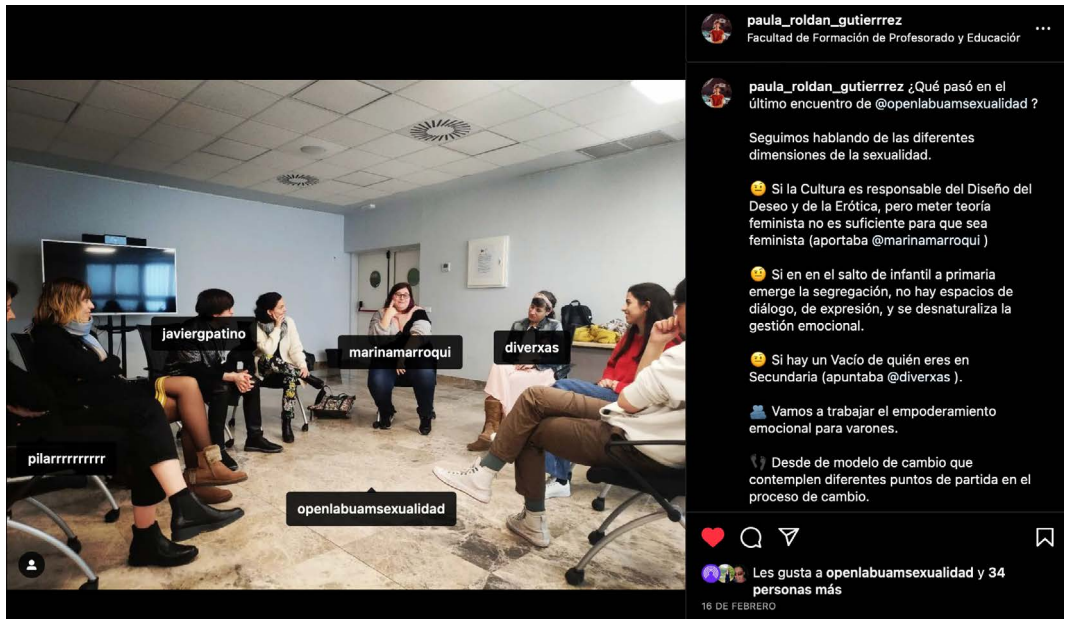 paula_roldan_gutierrrez
Facultad de Formación de Profesorado y Educaciór
paula_roldan_gutierrrez ¿Qué pasó en el
último encuentro de @openlabuamsexualidad ?
Seguimos hablando de las diferentes
dimensiones de la sexualidad.
🤨 Si la Cultura es responsable del Diseño del
Deseo y de la Erótica, pero meter teoría
feminista no es suficiente para que sea
feminista (aportaba @marinamarroqui )
🤨 Si en en el salto de infantil a primaria
emerge la segregación, no hay espacios de
diálogo, de expresión, y se desnaturaliza la
gestión emocional.
🤨 Si hay un Vacío de quién eres en
Secundaria (apuntaba @diverxas ).
🫂 Vamos a trabajar el empoderamiento
emocional para varones.
👣 Desde de modelo de cambio que
contemplen diferentes puntos de partida en el
proceso de cambio.
Les gusta a openlabuamsexualidad y 34
personas más
16 DE FEBRERO
javiergpatino
marinamarroqui
diverxas
pilarrrrrrrrrr
openlabuamsexualidad